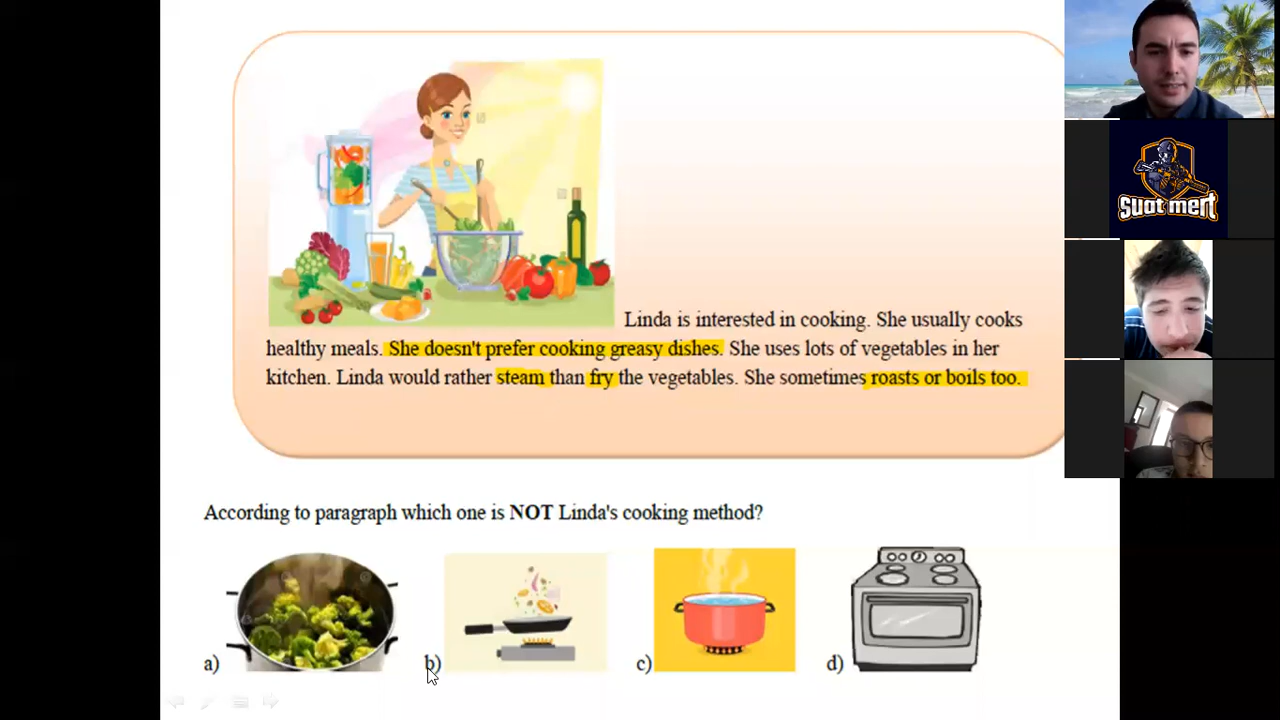 Linda is interested in cooking. She usually cooks
healthy meals. She doesn't prefer cooking greasy dishes. She uses lots of vegetables in her
kitchen. Linda would rather steam than fry the vegetables. She sometimes roasts or boils too.
According to paragraph which one is NOT Linda's cooking method?
a)
b)
c)
d)
SUOT MERT